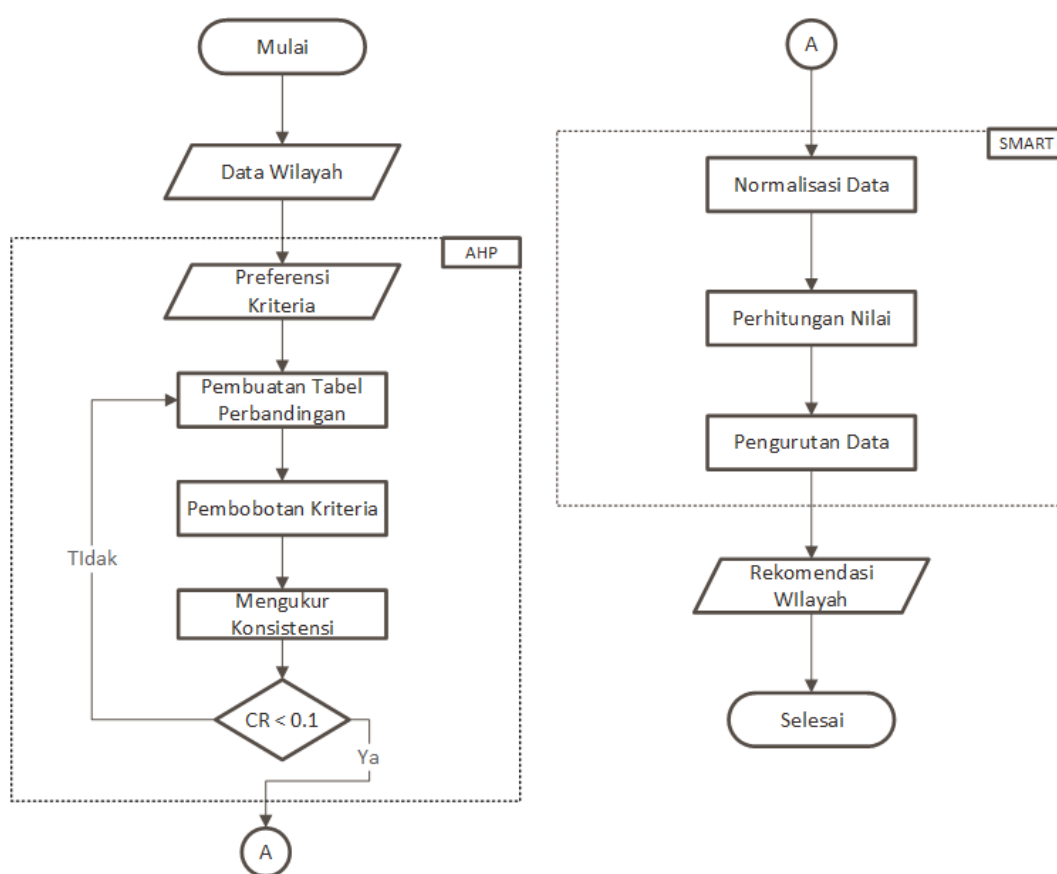 Mulai
Data Wilayah
AHP
Preferensi
Kriteria
Pembuatan Tabel
Perbandingan
Pembobotan Kriteria
TIdak
Mengukur
Konsistensi
CR < 0.1
Ya
A
A
SMART
Normalisasi Data
Perhitungan Nilai
Pengurutan Data
Rekomendasi
WIlayah
Selesai